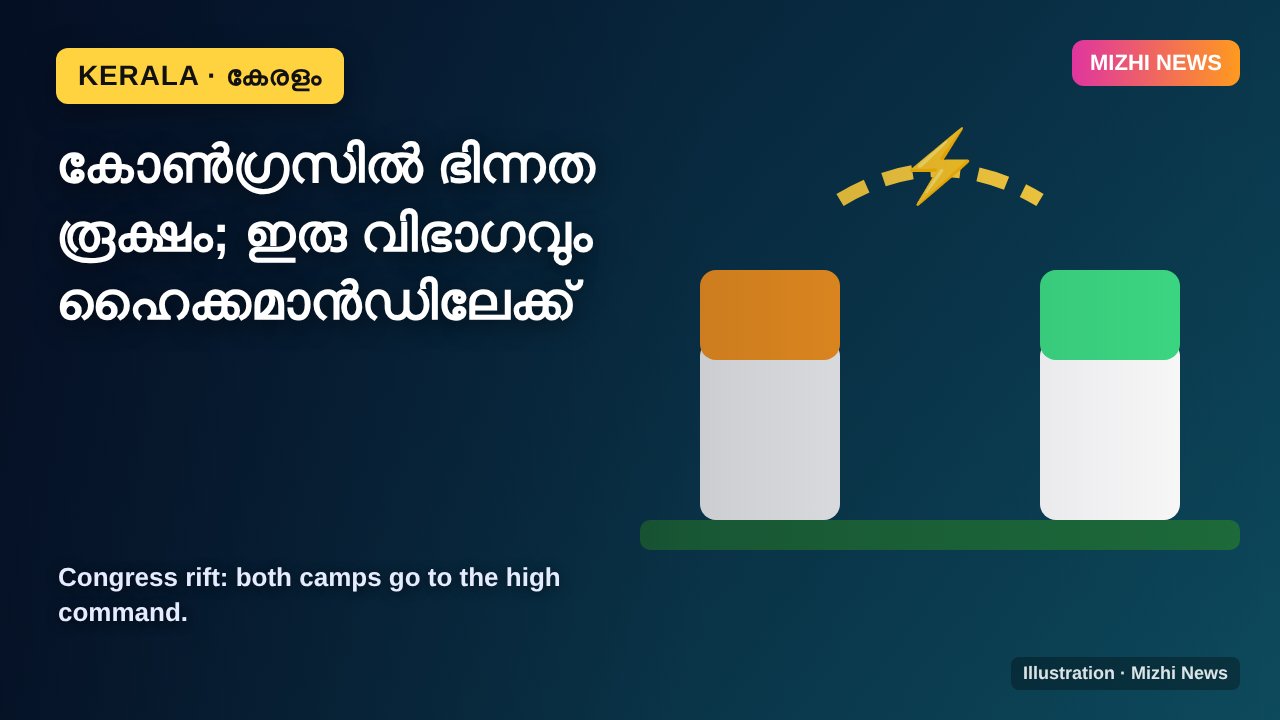 KERALA · കേരളം
MIZHI NEWS
കോൺഗ്രസിൽ ഭിന്നത
രൂക്ഷം; ഇരു വിഭാഗവും
ഹൈക്കമാൻഡിലേക്ക്
Congress rift: both camps go to the high
command.
Illustration · Mizhi News